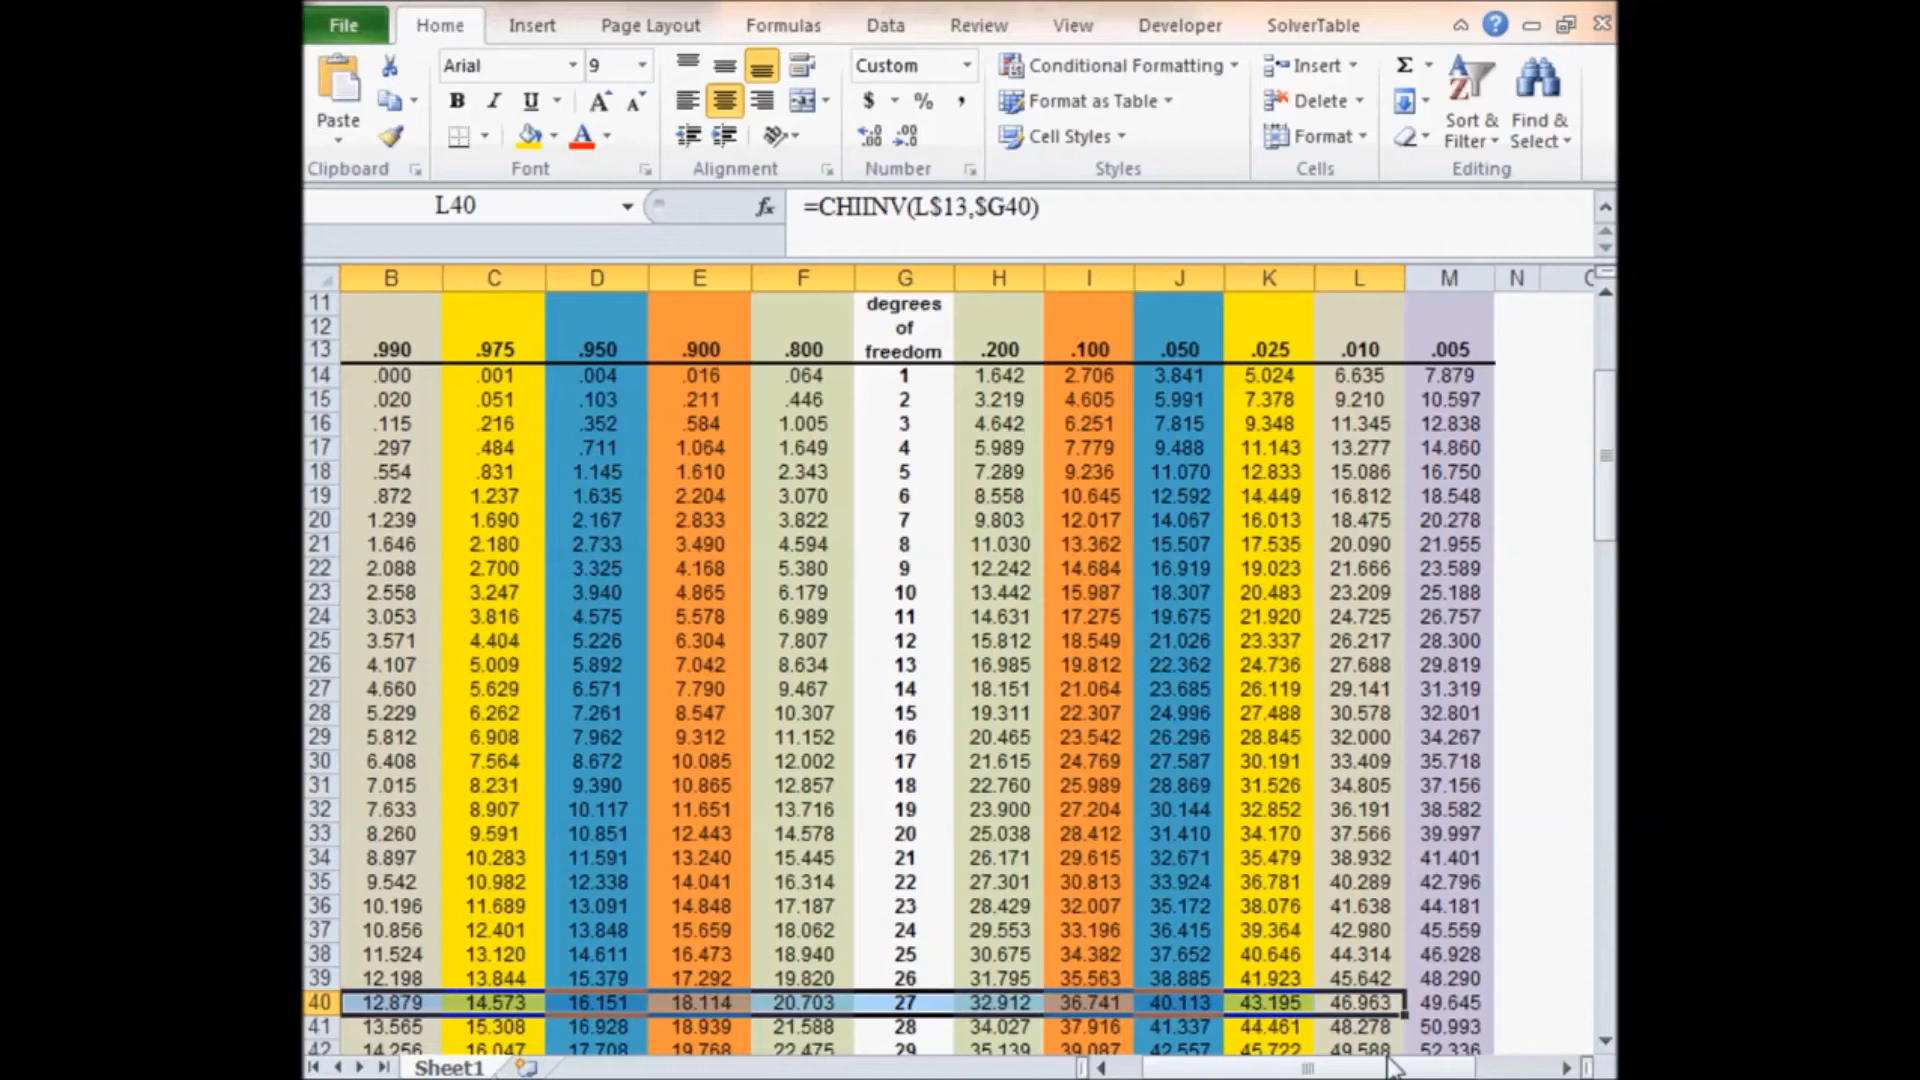 File Home Insert Page Layout Formulas Data Review View Developer SolverTable
Arial 9 Custom Conditional Formatting Insert Σ
Paste B I U A A $ % , Format as Table Delete Sort & Filter Find & Select
A Cell Styles Format
Clipboard Font Alignment Number Styles Cells Editing
L40 fx =CHIINV(L$13,$G40)
B C D E F G H I J K L M N
11 degrees
12 of
13 .990 .975 .950 .900 .800 freedom .200 .100 .050 .025 .010 .005
14 .000 .001 .004 .016 .064 1 1.642 2.706 3.841 5.024 6.635 7.879
15 .020 .051 .103 .211 .446 2 3.219 4.605 5.991 7.378 9.210 10.597
16 .115 .216 .352 .584 1.005 3 4.642 6.251 7.815 9.348 11.345 12.838
17 .297 .484 .711 1.064 1.649 4 5.989 7.779 9.488 11.143 13.277 14.860
18 .554 .831 1.145 1.610 2.343 5 7.289 9.236 11.070 12.833 15.086 16.750
19 .872 1.237 1.635 2.204 3.070 6 8.558 10.645 12.592 14.449 16.812 18.548
20 1.239 1.690 2.167 2.833 3.822 7 9.803 12.017 14.067 16.013 18.475 20.278
21 1.646 2.180 2.733 3.490 4.594 8 11.030 13.362 15.507 17.535 20.090 21.955
22 2.088 2.700 3.325 4.168 5.380 9 12.242 14.684 16.919 19.023 21.666 23.589
23 2.558 3.247 3.940 4.865 6.179 10 13.442 15.987 18.307 20.483 23.209 25.188
24 3.053 3.816 4.575 5.578 6.989 11 14.631 17.275 19.675 21.920 24.725 26.757
25 3.571 4.404 5.226 6.304 7.807 12 15.812 18.549 21.026 23.337 26.217 28.300
26 4.107 5.009 5.892 7.042 8.634 13 16.985 19.812 22.362 24.736 27.688 29.819
27 4.660 5.629 6.571 7.790 9.467 14 18.151 21.064 23.685 26.119 29.141 31.319
28 5.229 6.262 7.261 8.547 10.307 15 19.311 22.307 24.996 27.488 30.578 32.801
29 5.812 6.908 7.962 9.312 11.152 16 20.465 23.542 26.296 28.845 32.000 34.267
30 6.408 7.564 8.672 10.085 12.002 17 21.615 24.769 27.587 30.191 33.409 35.718
31 7.015 8.231 9.390 10.865 12.857 18 22.760 25.989 28.869 31.526 34.805 37.156
32 7.633 8.907 10.117 11.651 13.716 19 23.900 27.204 30.144 32.852 36.191 38.582
33 8.260 9.591 10.851 12.443 14.578 20 25.038 28.412 31.410 34.170 37.566 39.997
34 8.897 10.283 11.591 13.240 15.445 21 26.171 29.615 32.671 35.479 38.932 41.401
35 9.542 10.982 12.338 14.041 16.314 22 27.301 30.813 33.924 36.781 40.289 42.796
36 10.196 11.689 13.091 14.848 17.187 23 28.429 32.007 35.172 38.076 41.638 44.181
37 10.856 12.401 13.848 15.659 18.062 24 29.553 33.196 36.415 39.364 42.980 45.559
38 11.524 13.120 14.611 16.473 18.940 25 30.675 34.382 37.652 40.646 44.314 46.928
39 12.198 13.844 15.379 17.292 19.820 26 31.795 35.563 38.885 41.923 45.642 48.290
40 12.879 14.573 16.151 18.114 20.703 27 32.912 36.741 40.113 43.195 46.963 49.645
41 13.565 15.308 16.928 18.939 21.588 28 34.027 37.916 41.337 44.461 48.278 50.993
42 14.256 16.047 17.708 19.768 22.475 29 35.139 39.087 42.557 45.722 49.588 52.336
Sheet1